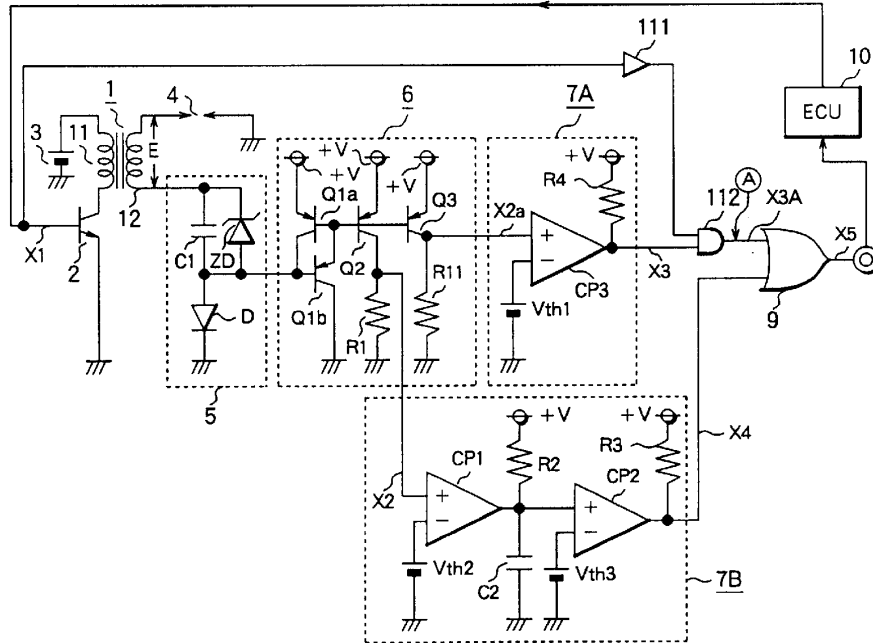 111
10
ECU
1
4
6
7A
3
11
E
+V
+V
+V
+V
Q1a
Q3
R4
A
112
X3A
X5
X1
2
12
C1
ZD
Q2
X2a
CP3
X3
9
D
Q1b
R1
R11
Vth1
5
+V
+V
X4
X2
CP1
R2
R3
CP2
Vth2
C2
Vth3
7B
+
−
+
−
+
−